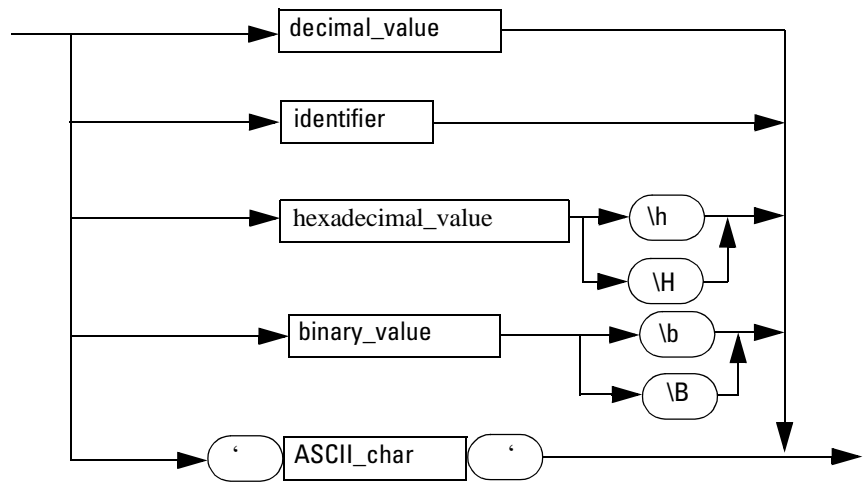 decimal_value
identifier
hexadecimal_value
\h
\H
binary_value
\b
\B
‘ ASCII_char ‘